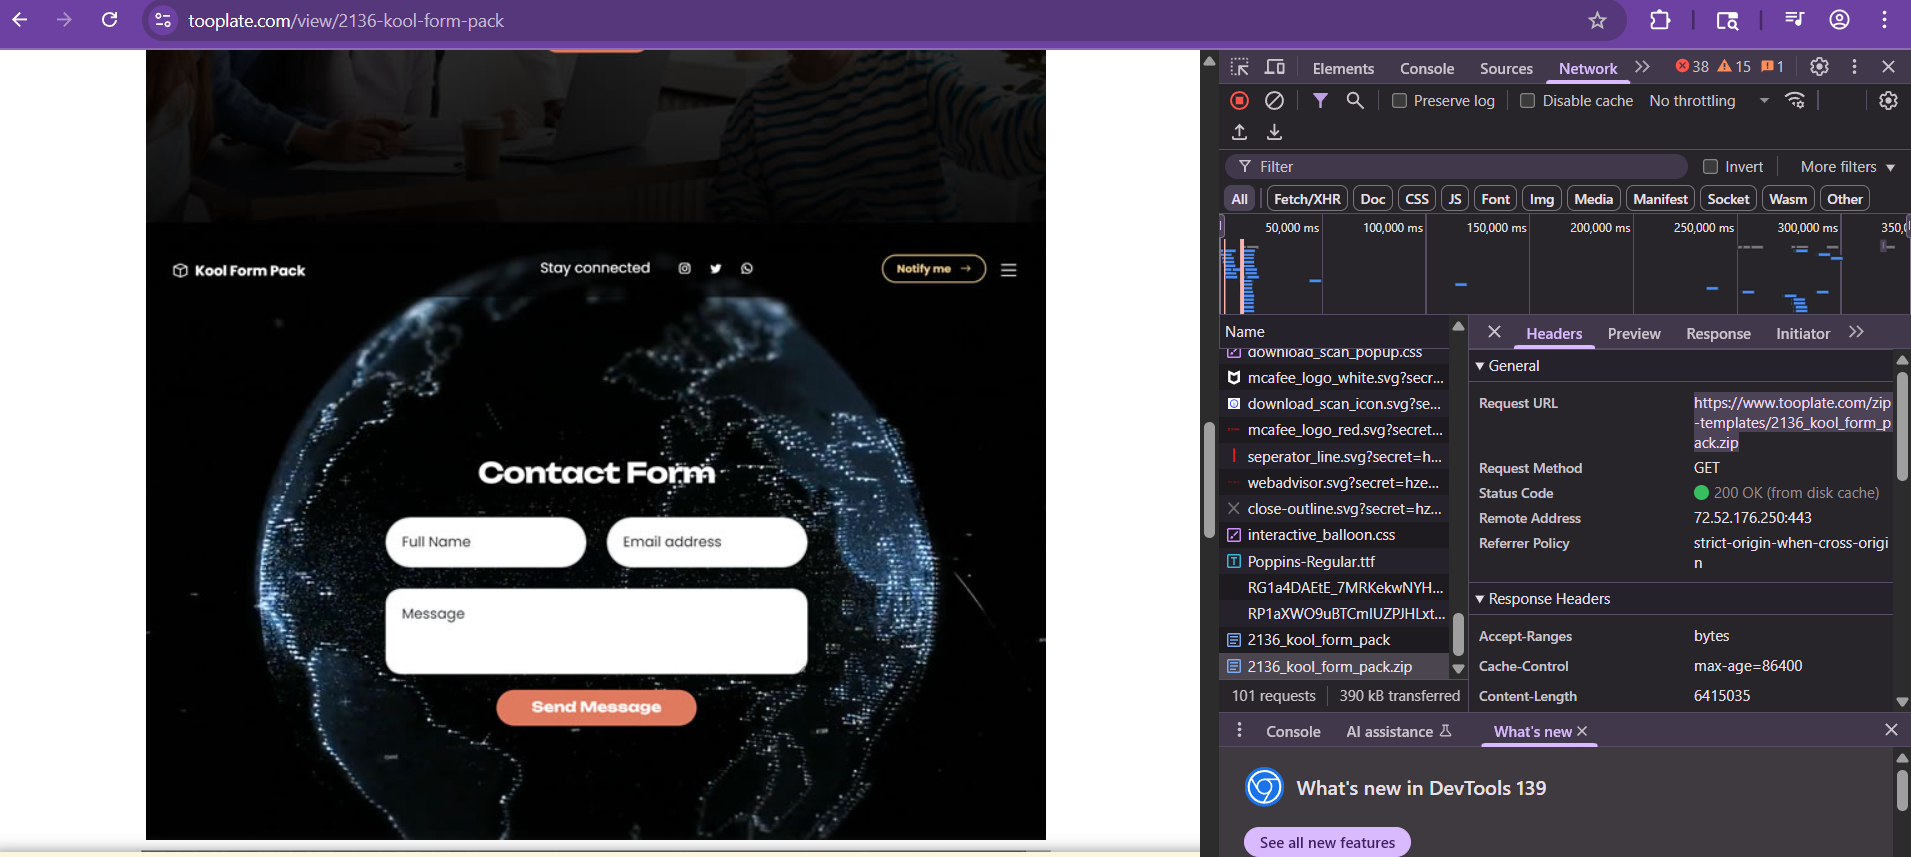 tooplate.com/view/2136-kool-form-pack
Kool Form Pack
Stay connected
Notify me →
Contact Form
Full Name
Email address
Message
Send Message
Elements
Console
Sources
Network
38
15
1
Preserve log
Disable cache
No throttling
Filter
Invert
More filters
All
Fetch/XHR
Doc
CSS
JS
Font
Img
Media
Manifest
Socket
Wasm
Other
50,000 ms
100,000 ms
150,000 ms
200,000 ms
250,000 ms
300,000 ms
350,
Name
download_scan_popup.css
mcafee_logo_white.svg?secr...
download_scan_icon.svg?se...
mcafee_logo_red.svg?secret...
seperator_line.svg?secret=h...
webadvisor.svg?secret=hze...
close-outline.svg?secret=hz...
interactive_balloon.css
Poppins-Regular.ttf
RG1a4DAEtE_7MRKekwNYH...
RP1aXWO9uBTCmIUZPJHLxt...
2136_kool_form_pack
2136_kool_form_pack.zip
101 requests
390 kB transferred
Headers
Preview
Response
Initiator
General
Request URL
https://www.tooplate.com/zip
-templates/2136_kool_form_p
ack.zip
Request Method
GET
Status Code
200 OK (from disk cache)
Remote Address
72.52.176.250:443
Referrer Policy
strict-origin-when-cross-origi
n
Response Headers
Accept-Ranges
bytes
Cache-Control
max-age=86400
Content-Length
6415035
Console
AI assistance
What's new
What's new in DevTools 139
See all new features